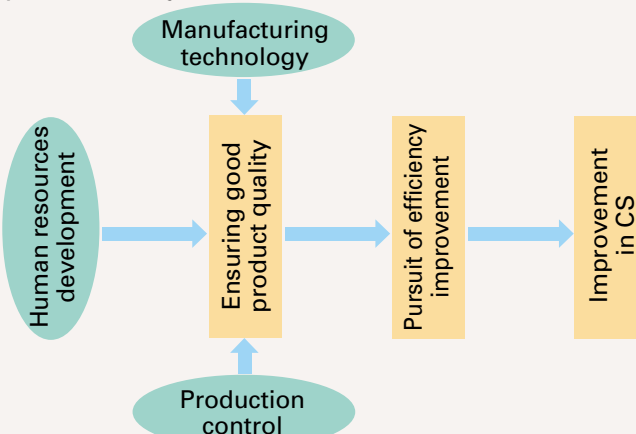 Manufacturing
technology
Human resources
development
Ensuring good
product quality
Pursuit of efficiency
improvement
Improvement
in CS
Production
control